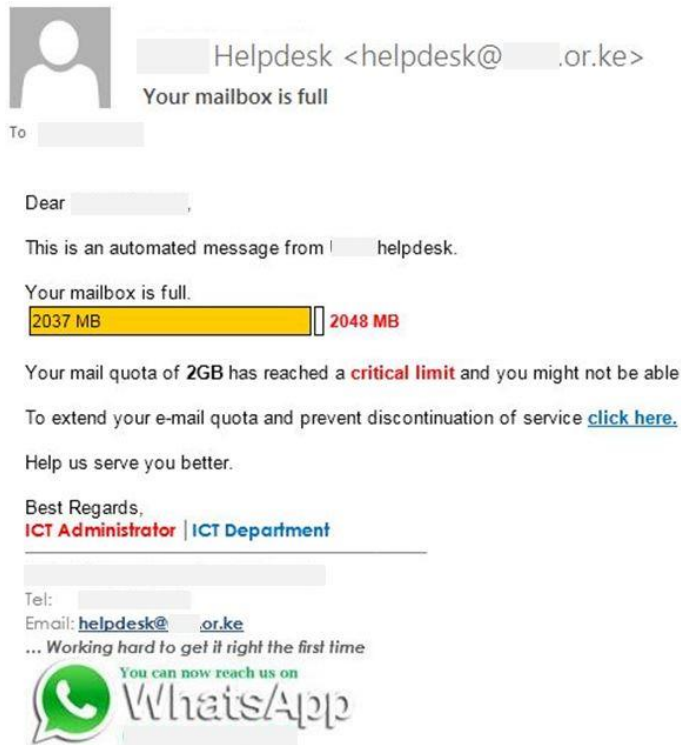 Helpdesk <helpdesk@ .or.ke>
Your mailbox is full
To
Dear ,
This is an automated message from helpdesk.
Your mailbox is full.
2037 MB 2048 MB
Your mail quota of 2GB has reached a critical limit and you might not be able
To extend your e-mail quota and prevent discontinuation of service click here.
Help us serve you better.
Best Regards,
ICT Administrator | ICT Department
Tel:
Email: helpdesk@ .or.ke
... Working hard to get it right the first time
You can now reach us on
WhatsApp